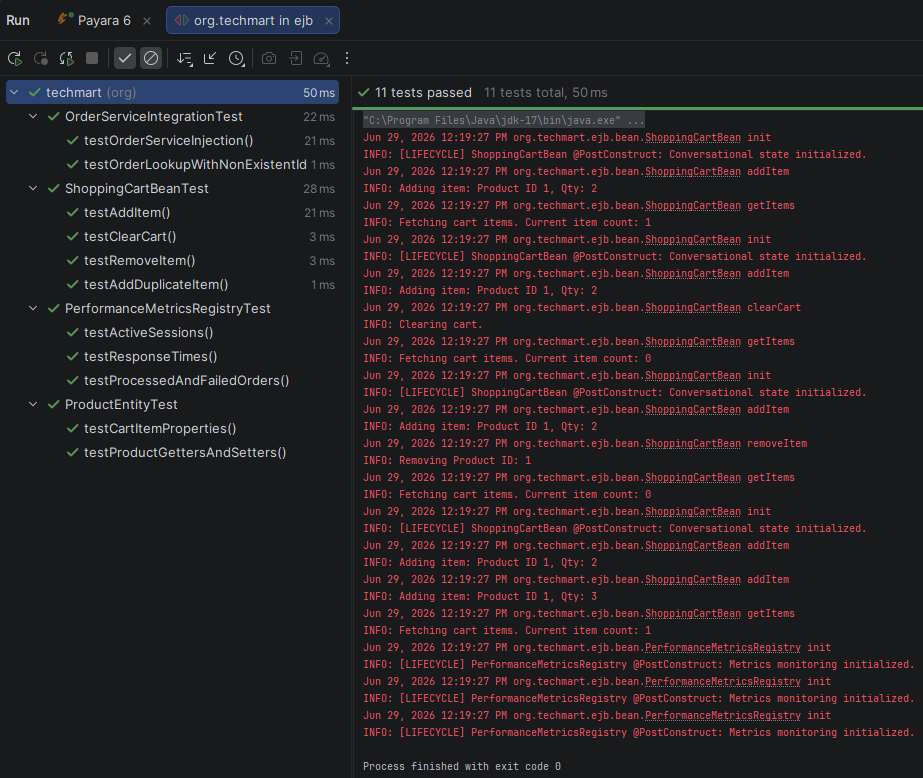 Run
Payara 6
org.techmart in ejb
techmart (org) 50 ms
OrderServiceIntegrationTest 22 ms
testOrderServiceInjection() 21 ms
testOrderLookupWithNonExistentId 1 ms
ShoppingCartBeanTest 28 ms
testAddItem() 21 ms
testClearCart() 3 ms
testRemoveItem() 3 ms
testAddDuplicateItem() 1 ms
PerformanceMetricsRegistryTest
testActiveSessions()
testResponseTimes()
testProcessedAndFailedOrders()
ProductEntityTest
testCartItemProperties()
testProductGettersAndSetters()
11 tests passed 11 tests total, 50 ms
"C:\Program Files\Java\jdk-17\bin\java.exe" ...
Jun 29, 2026 12:19:27 PM org.techmart.ejb.bean.ShoppingCartBean init
INFO: [LIFECYCLE] ShoppingCartBean @PostConstruct: Conversational state initialized.
Jun 29, 2026 12:19:27 PM org.techmart.ejb.bean.ShoppingCartBean addItem
INFO: Adding item: Product ID 1, Qty: 2
Jun 29, 2026 12:19:27 PM org.techmart.ejb.bean.ShoppingCartBean getItems
INFO: Fetching cart items. Current item count: 1
Jun 29, 2026 12:19:27 PM org.techmart.ejb.bean.ShoppingCartBean init
INFO: [LIFECYCLE] ShoppingCartBean @PostConstruct: Conversational state initialized.
Jun 29, 2026 12:19:27 PM org.techmart.ejb.bean.ShoppingCartBean addItem
INFO: Adding item: Product ID 1, Qty: 2
Jun 29, 2026 12:19:27 PM org.techmart.ejb.bean.ShoppingCartBean clearCart
INFO: Clearing cart.
Jun 29, 2026 12:19:27 PM org.techmart.ejb.bean.ShoppingCartBean getItems
INFO: Fetching cart items. Current item count: 0
Jun 29, 2026 12:19:27 PM org.techmart.ejb.bean.ShoppingCartBean init
INFO: [LIFECYCLE] ShoppingCartBean @PostConstruct: Conversational state initialized.
Jun 29, 2026 12:19:27 PM org.techmart.ejb.bean.ShoppingCartBean addItem
INFO: Adding item: Product ID 1, Qty: 2
Jun 29, 2026 12:19:27 PM org.techmart.ejb.bean.ShoppingCartBean removeItem
INFO: Removing Product ID: 1
Jun 29, 2026 12:19:27 PM org.techmart.ejb.bean.ShoppingCartBean getItems
INFO: Fetching cart items. Current item count: 0
Jun 29, 2026 12:19:27 PM org.techmart.ejb.bean.ShoppingCartBean init
INFO: [LIFECYCLE] ShoppingCartBean @PostConstruct: Conversational state initialized.
Jun 29, 2026 12:19:27 PM org.techmart.ejb.bean.ShoppingCartBean addItem
INFO: Adding item: Product ID 1, Qty: 2
Jun 29, 2026 12:19:27 PM org.techmart.ejb.bean.ShoppingCartBean addItem
INFO: Adding item: Product ID 1, Qty: 3
Jun 29, 2026 12:19:27 PM org.techmart.ejb.bean.ShoppingCartBean getItems
INFO: Fetching cart items. Current item count: 1
Jun 29, 2026 12:19:27 PM org.techmart.ejb.bean.PerformanceMetricsRegistry init
INFO: [LIFECYCLE] PerformanceMetricsRegistry @PostConstruct: Metrics monitoring initialized.
Jun 29, 2026 12:19:27 PM org.techmart.ejb.bean.PerformanceMetricsRegistry init
INFO: [LIFECYCLE] PerformanceMetricsRegistry @PostConstruct: Metrics monitoring initialized.
Jun 29, 2026 12:19:27 PM org.techmart.ejb.bean.PerformanceMetricsRegistry init
INFO: [LIFECYCLE] PerformanceMetricsRegistry @PostConstruct: Metrics monitoring initialized.
Process finished with exit code 0